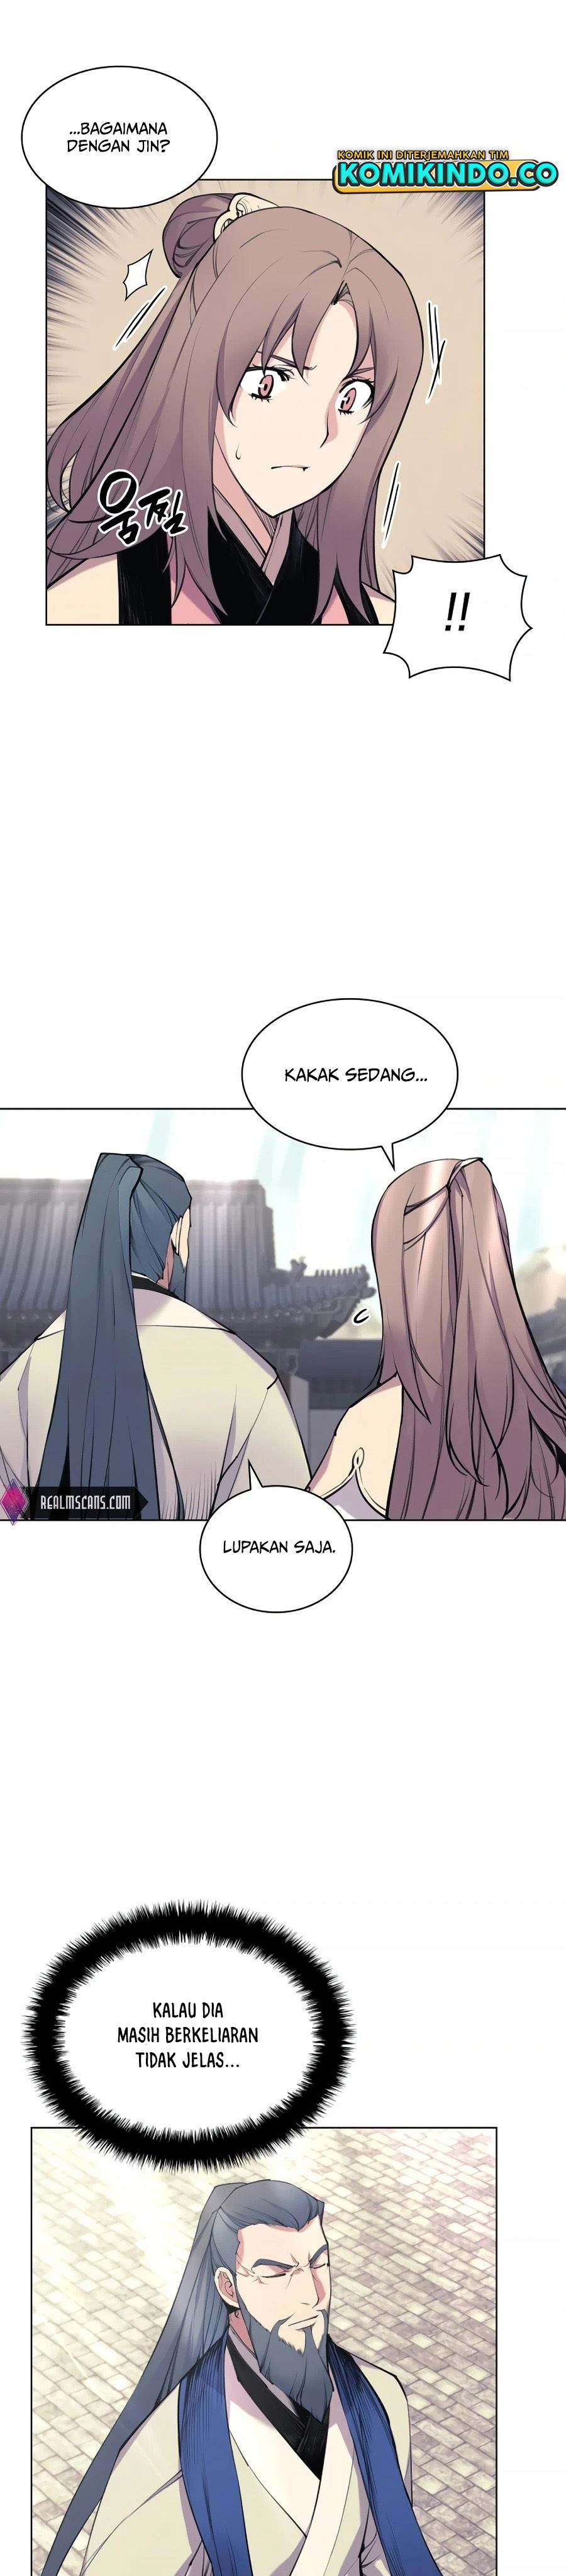 ...BAGAIMANA
DENGAN JIN?
KOMIK INI DITERJEMAHKAN TIM
KOMIKINDO.CO
움찔
!!
KAKAK SEDANG...
REALMSCANS.COM
LUPAKAN SAJA.
KALAU DIA
MASIH BERKELIARAN
TIDAK JELAS...